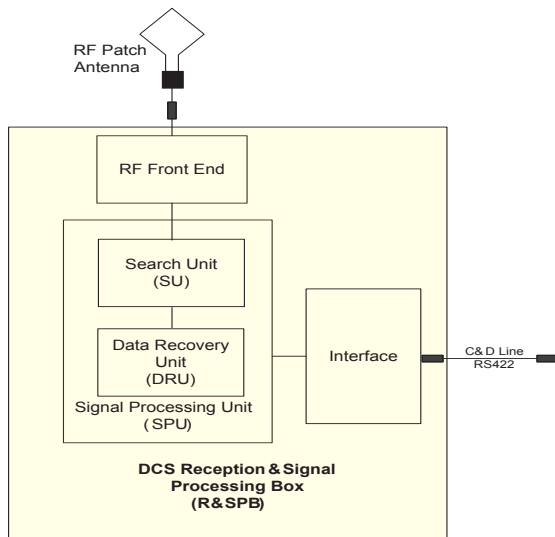 RF Patch
Antenna
RF Front End
Search Unit
(SU)
Data Recovery
Unit
(DRU)
Signal Processing Unit
(SPU)
Interface
C&D Line
RS422
DCS Reception & Signal
Processing Box
(R&SPB)